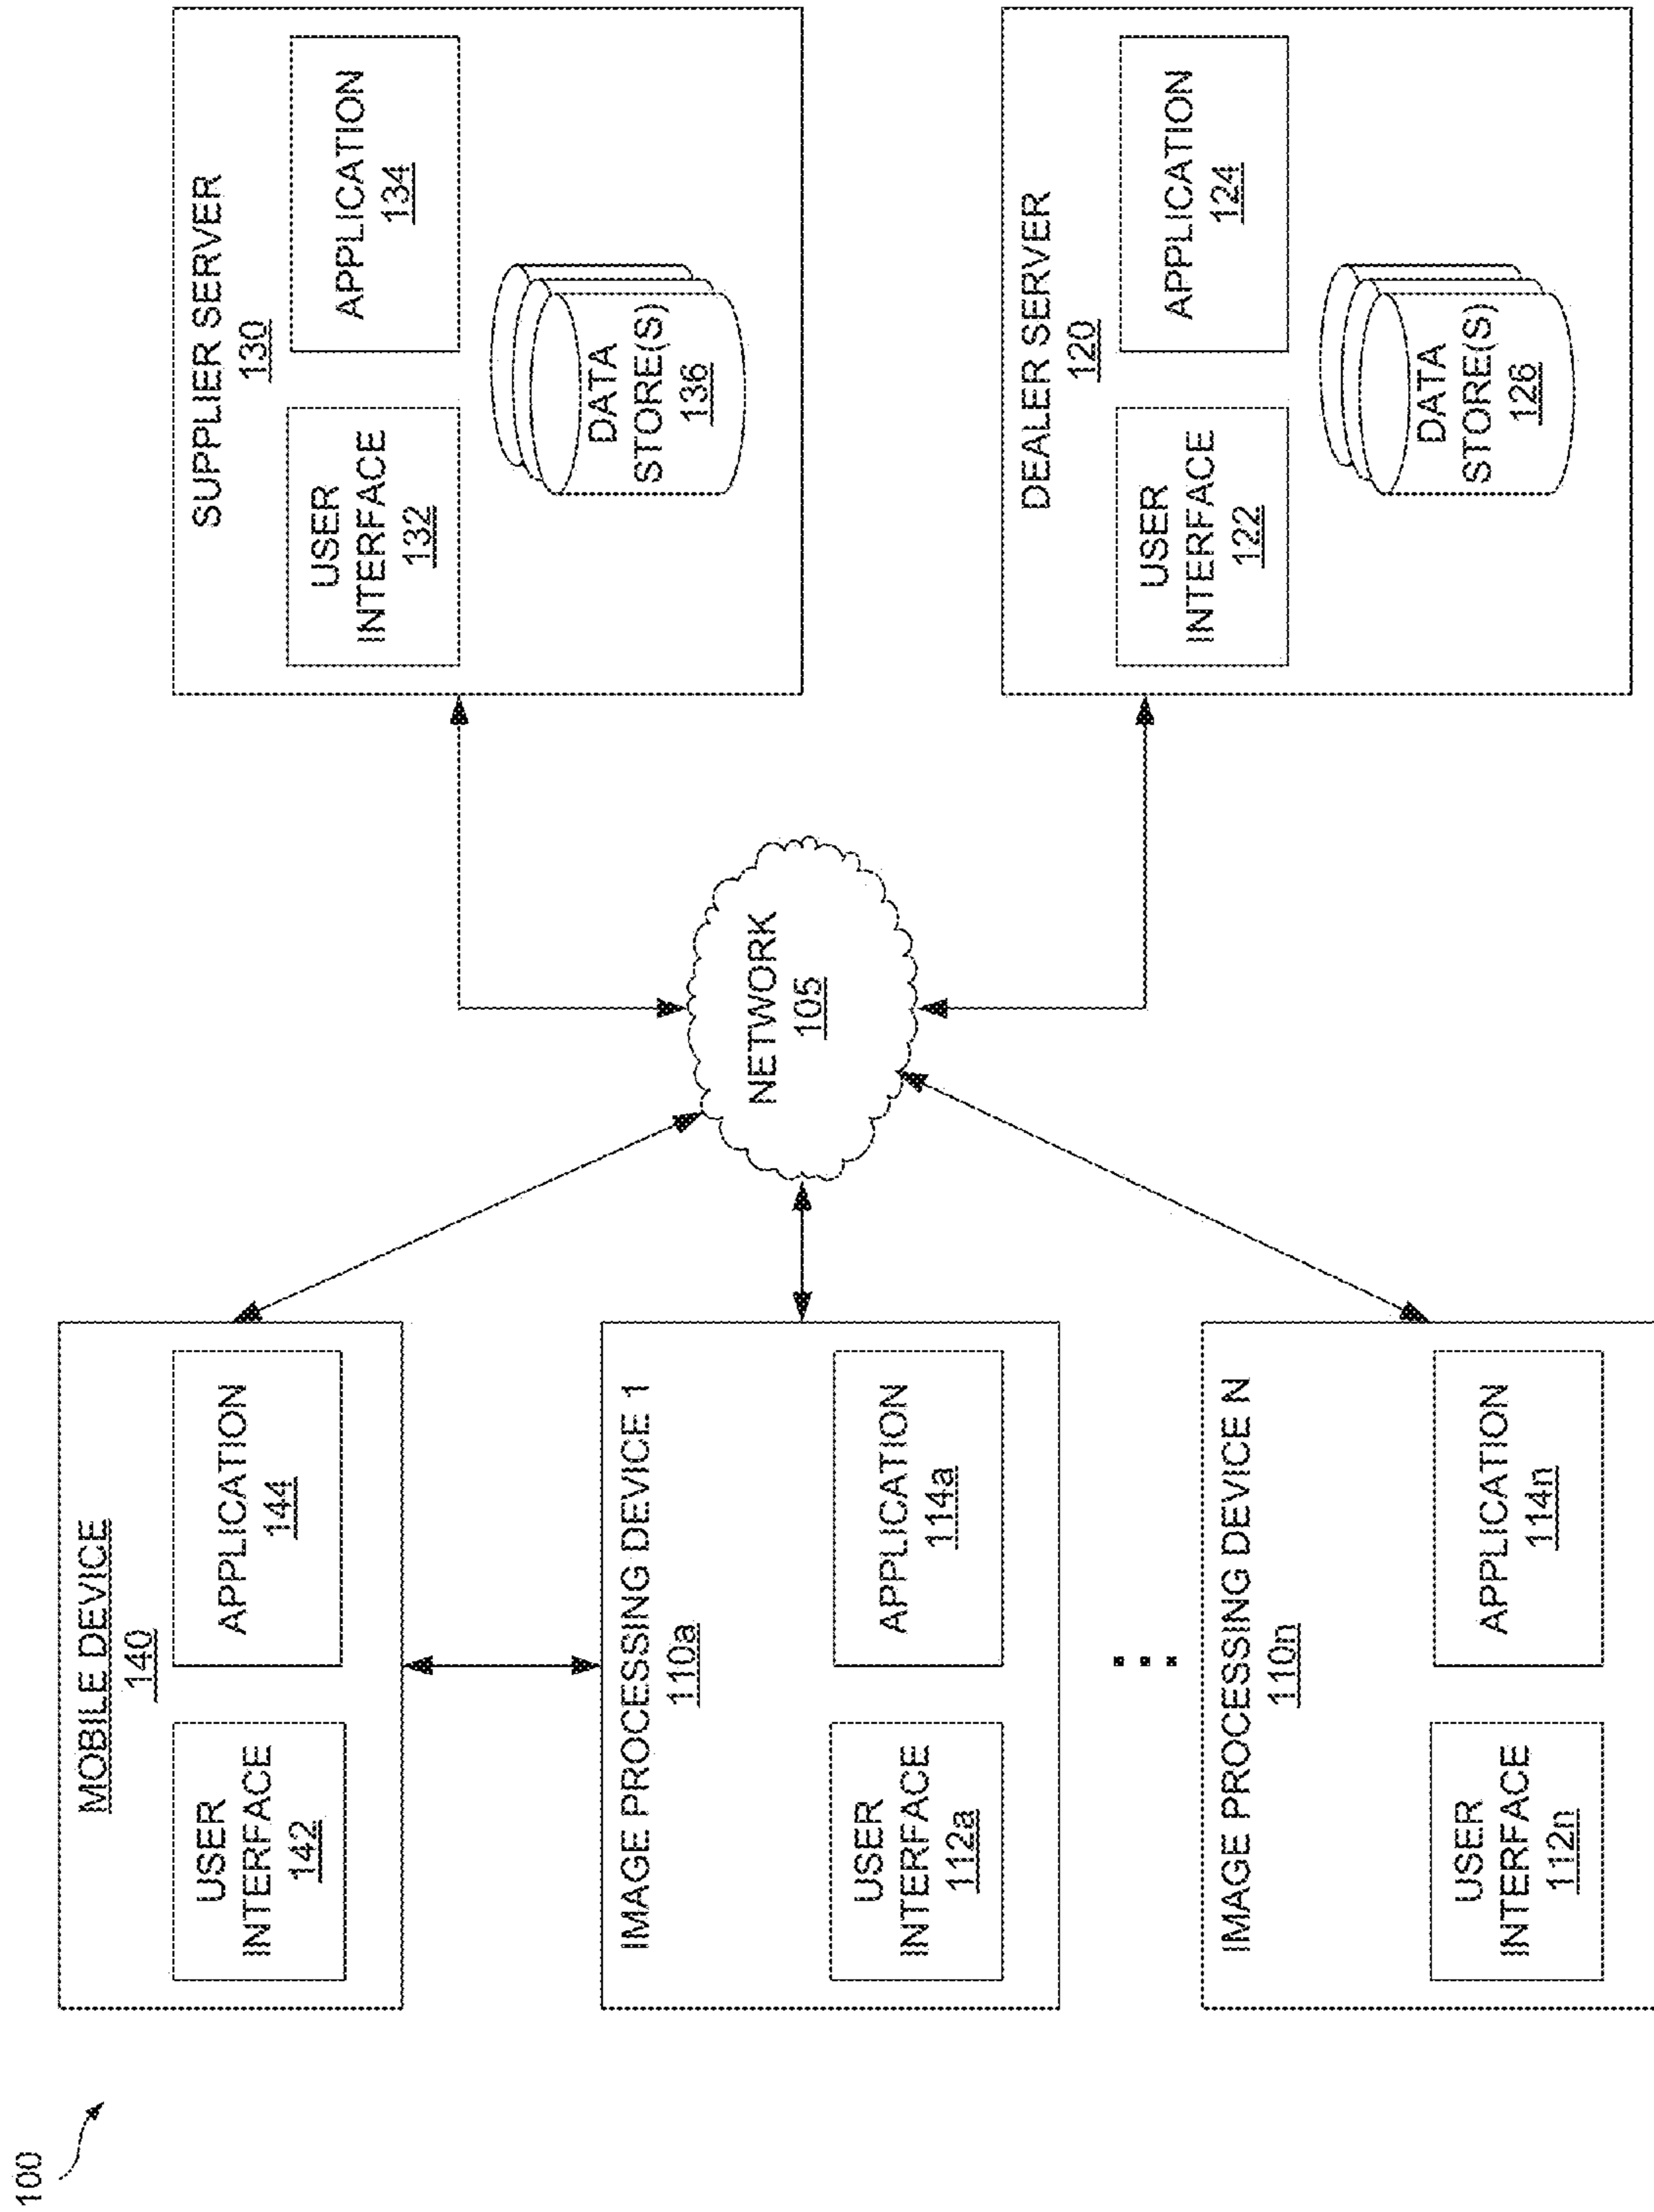 100
MOBILE DEVICE
140
USER
INTERFACE
142
APPLICATION
144
IMAGE PROCESSING DEVICE 1
110a
USER
INTERFACE
112a
APPLICATION
114a
IMAGE PROCESSING DEVICE N
110n
USER
INTERFACE
112n
APPLICATION
114n
NETWORK
105
SUPPLIER SERVER
130
USER
INTERFACE
132
APPLICATION
134
DATA
STORE(S)
136
DEALER SERVER
120
USER
INTERFACE
122
APPLICATION
124
DATA
STORE(S)
126